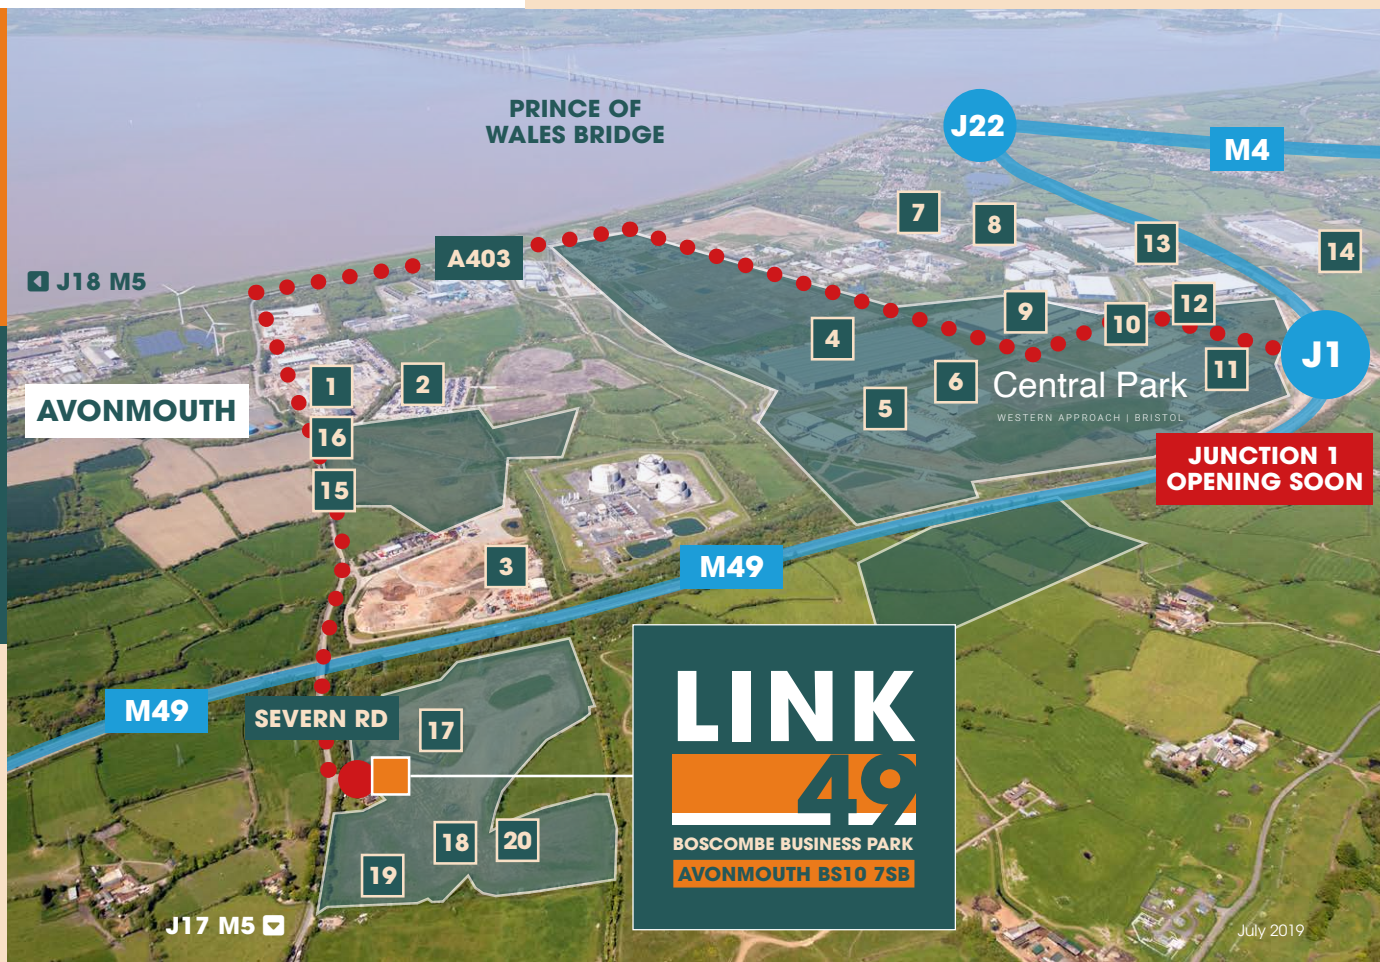 PRINCE OF
WALES BRIDGE
J22
M4
7
8
13
14
A403
J18 M5
9
12
10
4
J1
11
6
Central Park
WESTERN APPROACH | BRISTOL
5
1
2
AVONMOUTH
16
15
JUNCTION 1
OPENING SOON
3
M49
M49
SEVERN RD
17
18
20
19
J17 M5
LINK
49
BOSCOMBE BUSINESS PARK
AVONMOUTH BS10 7SB
July 2019